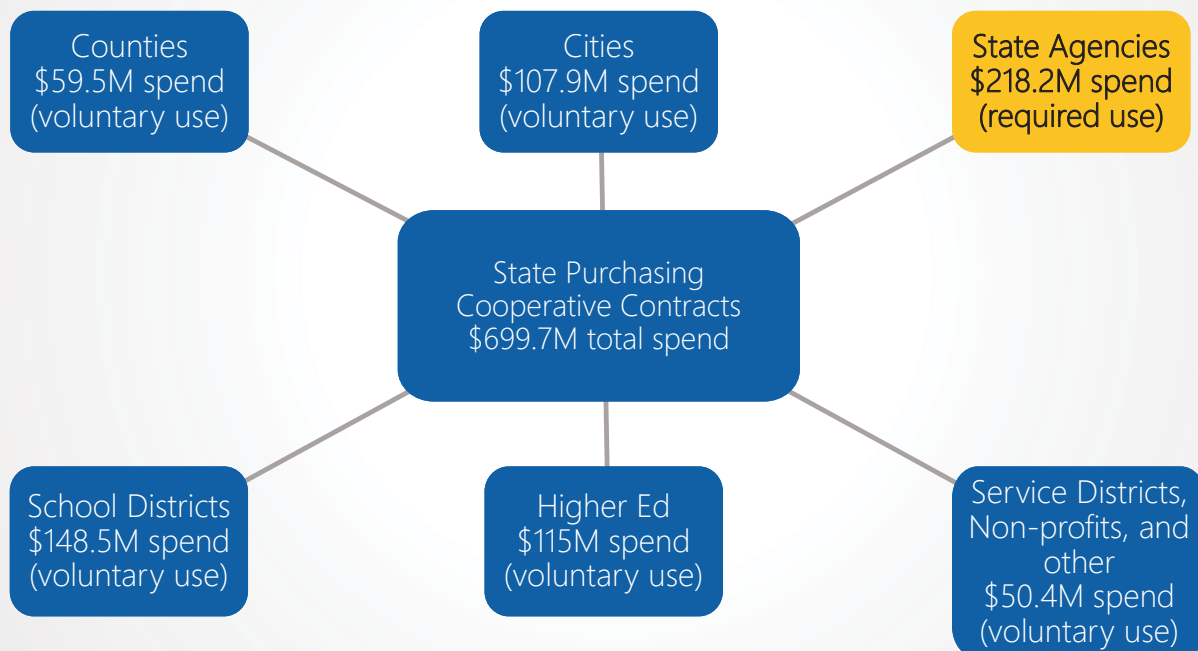 Counties
$59.5M spend
(voluntary use)
Cities
$107.9M spend
(voluntary use)
State Agencies
$218.2M spend
(required use)
State Purchasing
Cooperative Contracts
$699.7M total spend
School Districts
$148.5M spend
(voluntary use)
Higher Ed
$115M spend
(voluntary use)
Service Districts,
Non-profits, and
other
$50.4M spend
(voluntary use)